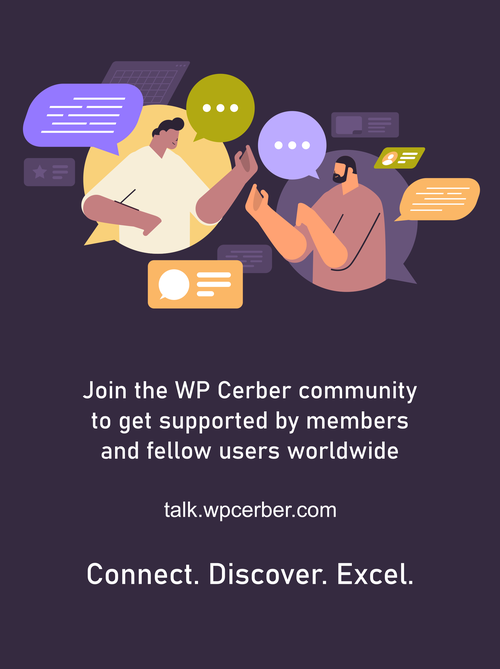 Join the WP Cerber community
to get supported by members
and fellow users worldwide
talk.wpcerber.com
Connect. Discover. Excel.